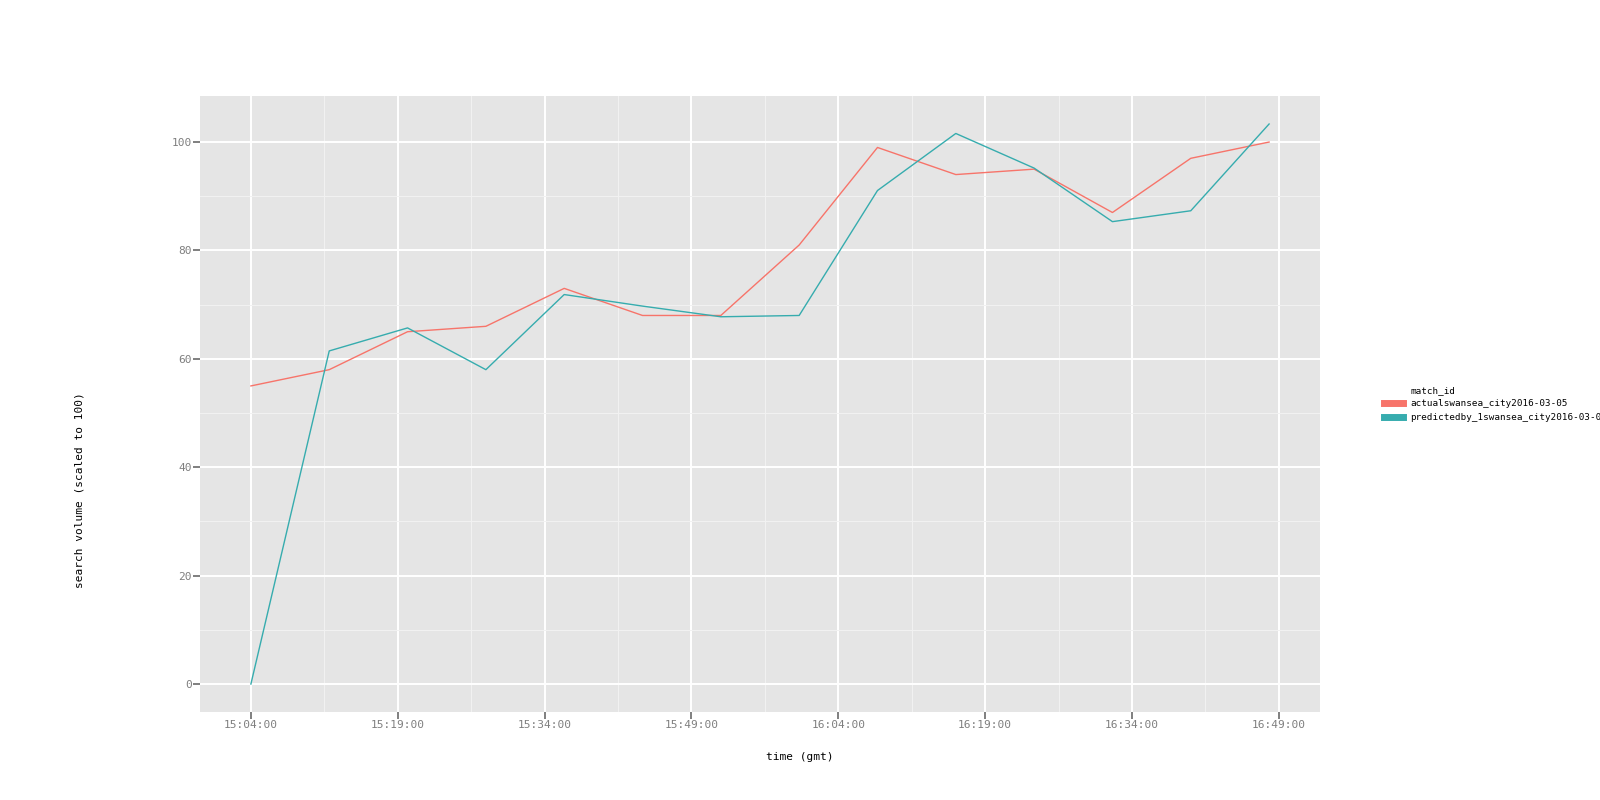 100
80
60
40
20
0
search volume (scaled to 100)
15:04:00 15:19:00 15:34:00 15:49:00 16:04:00 16:19:00 16:34:00 16:49:00
time (gmt)
match_id
actualswansea_city2016-03-05
predictedby_1swansea_city2016-03-0